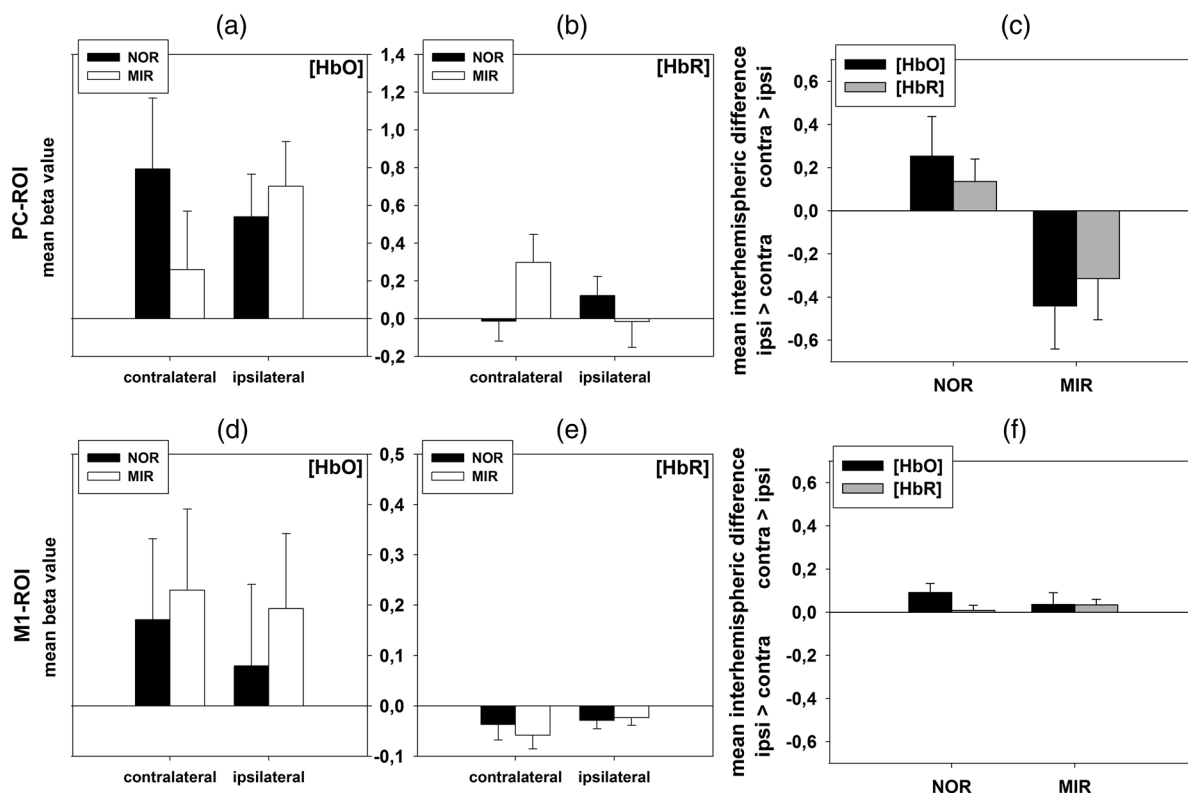 (a)
(b)
(c)
NOR
MIR
[HbO]
1,4
1,2
1,0
0,8
0,6
0,4
0,2
0,0
-0,2
NOR
MIR
[HbR]
PC-ROI
mean beta value
contralateral
ipsilateral
contralateral
ipsilateral
mean interhemispheric difference
ipsi > contra
contra > ipsi
0,6
0,4
0,2
0,0
-0,2
-0,4
-0,6
[HbO]
[HbR]
NOR
MIR
(d)
(e)
(f)
NOR
MIR
[HbO]
0,5
0,4
0,3
0,2
0,1
0,0
-0,1
NOR
MIR
[HbR]
M1-ROI
mean beta value
contralateral
ipsilateral
contralateral
ipsilateral
mean interhemispheric difference
ipsi > contra
contra > ipsi
0,6
0,4
0,2
0,0
-0,2
-0,4
-0,6
[HbO]
[HbR]
NOR
MIR